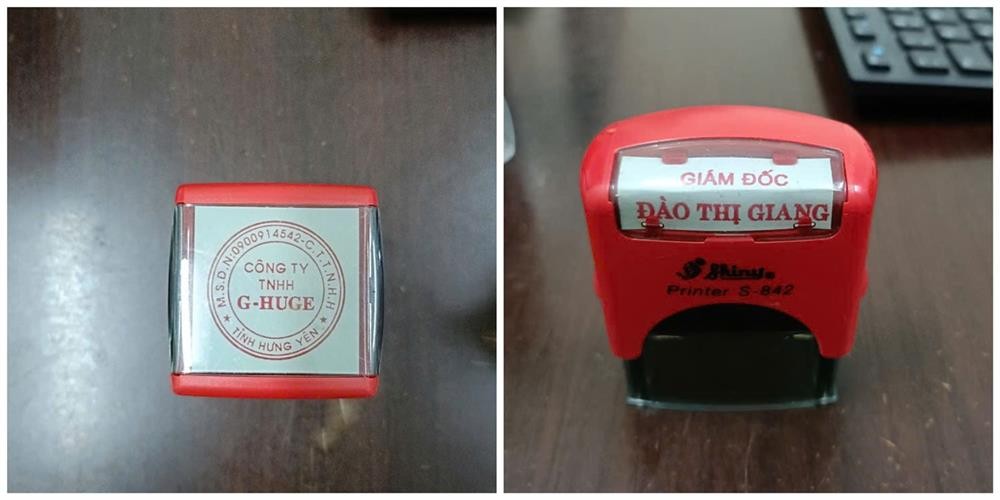 M.S.D.N:0900914542-C.T.T.N.H.H
CÔNG TY
TNHH
G-HUGE
★ TỈNH HƯNG YÊN ★
GIÁM ĐỐC
ĐÀO THỊ GIANG
Shiny
Printer S-842